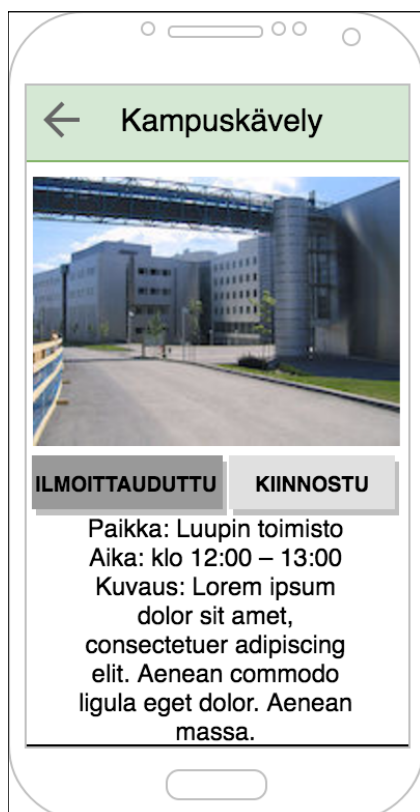 Kampuskävely
ILMOITTAUDUTTU
KIINNOSTU
Paikka: Luupin toimisto
Aika: klo 12:00 – 13:00
Kuvaus: Lorem ipsum
dolor sit amet,
consectetuer adipiscing
elit. Aenean commodo
ligula eget dolor. Aenean
massa.